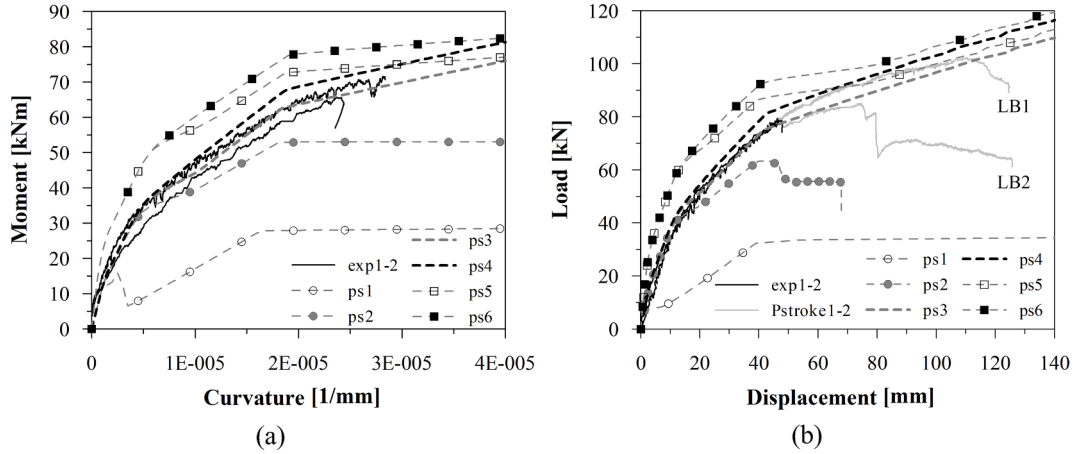 90
80
70
60
50
40
30
20
10
0
Moment [kNm]
0
1E-005
2E-005
3E-005
4E-005
Curvature [1/mm]
exp1-2
ps1
ps2
ps3
ps4
ps5
ps6
(a)
120
100
80
60
40
20
0
Load [kN]
0
20
40
60
80
100
120
140
Displacement [mm]
LB1
LB2
exp1-2
Pstroke1-2
ps1
ps2
ps3
ps4
ps5
ps6
(b)